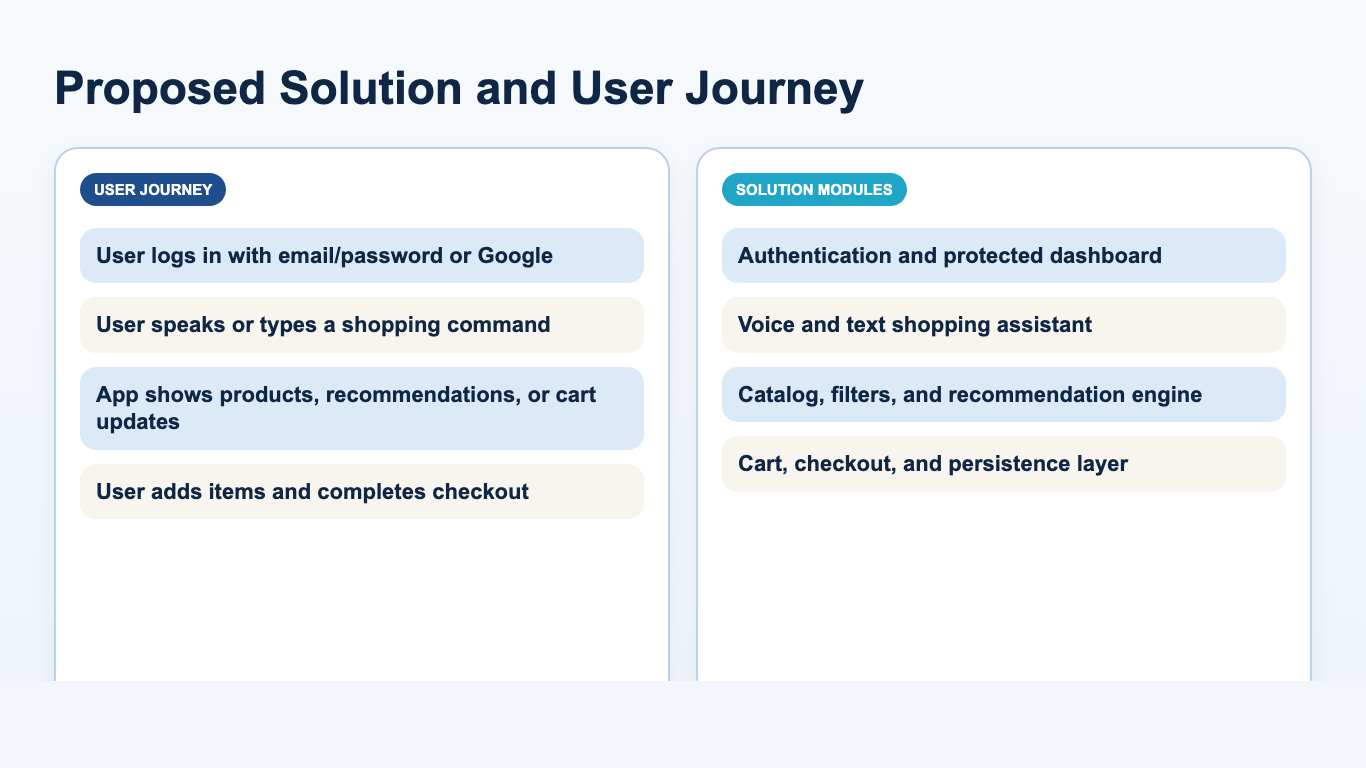 Proposed Solution and User Journey
USER JOURNEY
User logs in with email/password or Google
User speaks or types a shopping command
App shows products, recommendations, or cart
updates
User adds items and completes checkout
SOLUTION MODULES
Authentication and protected dashboard
Voice and text shopping assistant
Catalog, filters, and recommendation engine
Cart, checkout, and persistence layer